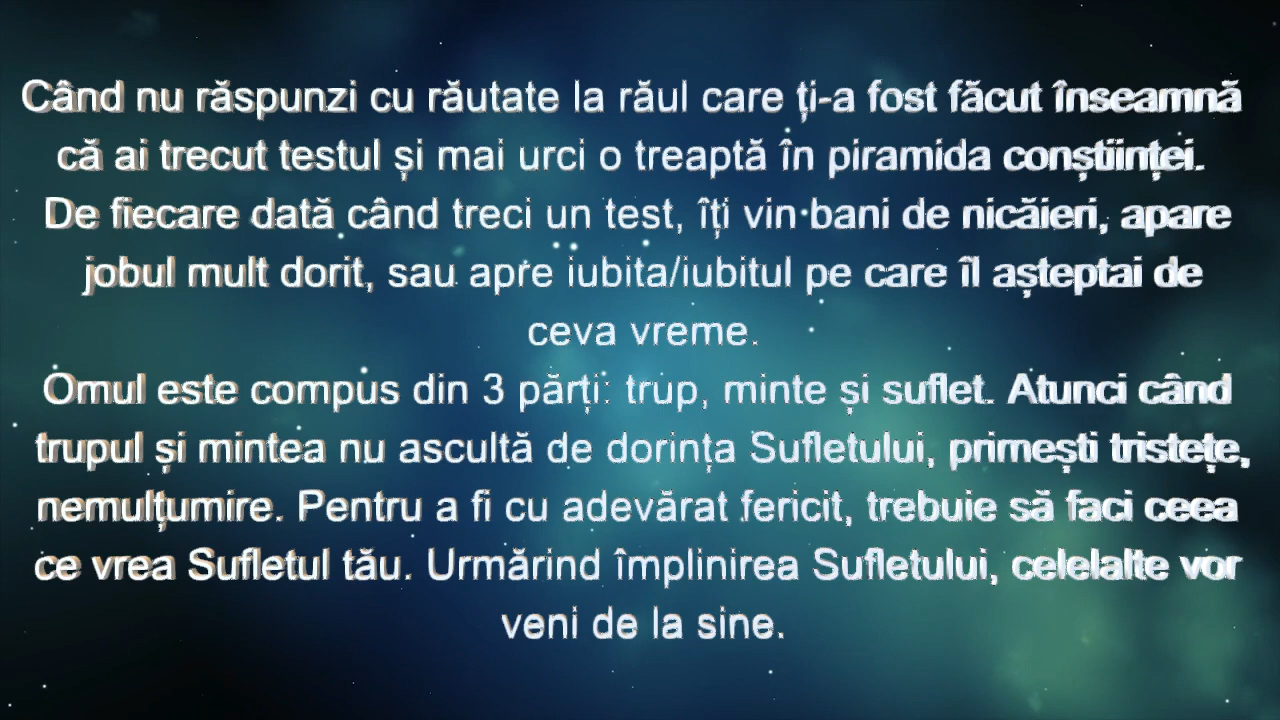 Când nu răspunzi cu răutate la răul care ți-a fost făcut înseamnă
că ai trecut testul și mai urci o treaptă în piramida conștiinței.
De fiecare dată când treci un test, îți vin bani de nicăieri, apare
jobul mult dorit, sau apre iubita/iubitul pe care îl așteptai de
ceva vreme.
Omul este compus din 3 părți: trup, minte și suflet. Atunci când
trupul și mintea nu ascultă de dorința Sufletului, primești tristețe,
nemulțumire. Pentru a fi cu adevărat fericit, trebuie să faci ceea
ce vrea Sufletul tău. Urmărind împlinirea Sufletului, celelalte vor
veni de la sine.